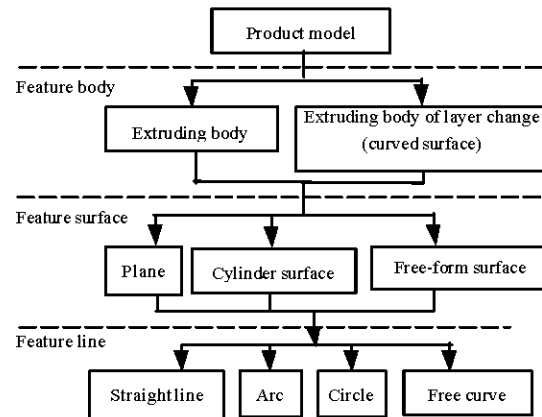 Product model
Feature body
Extruding body
Extruding body of layer change
(curved surface)
Feature surface
Plane
Cylinder surface
Free-form surface
Feature line
Straight line
Arc
Circle
Free curve